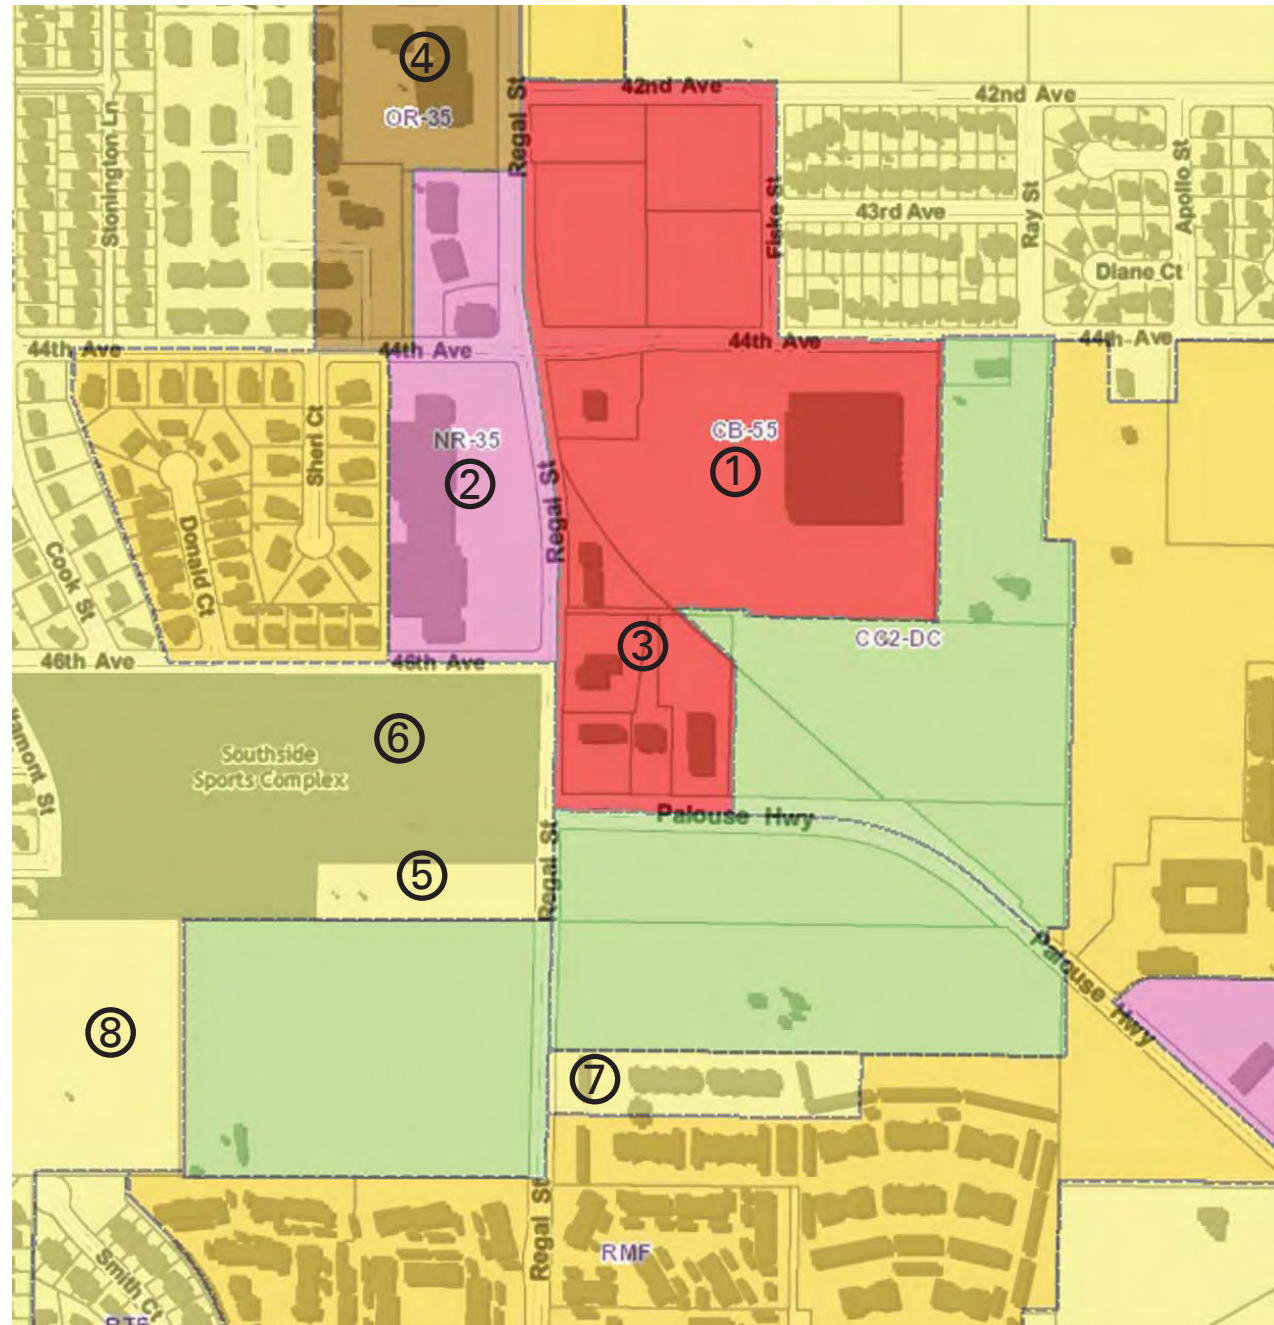 4
OR-35
Regal St
42nd Ave
42nd Ave
Stonington Ln
Fiske St
43rd Ave
Ray St
Apollo St
Diane Ct
44th Ave
44th Ave
44th Ave
44th Ave
Sheri Ct
NR-35
2
CB-55
1
Regal St
Donald Ct
Cook St
46th Ave
46th Ave
3
CC2-DC
6
Southside
Sports Complex
Palouse Hwy
5
Regal St
Palouse Hwy
8
7
Regal St
RMF
Smith Ct